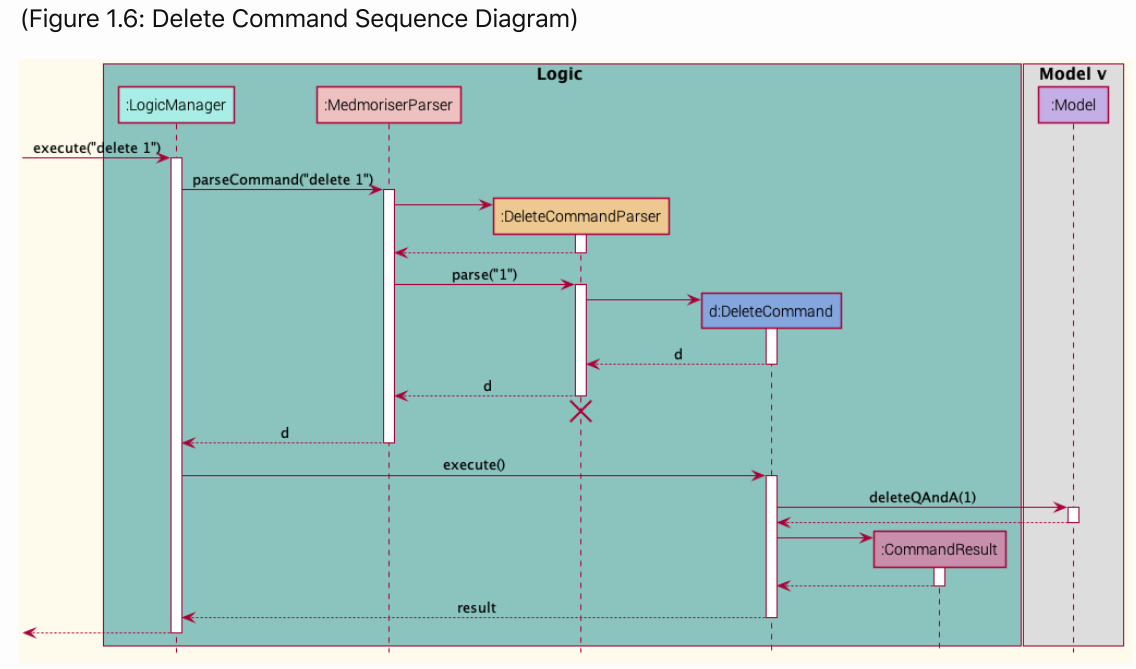 (Figure 1.6: Delete Command Sequence Diagram)
Logic
Model v
:LogicManager
:MedmoriserParser
:Model
execute("delete 1")
parseCommand("delete 1")
:DeleteCommandParser
parse("1")
d:DeleteCommand
d
d
d
execute()
deleteQAndA(1)
:CommandResult
result